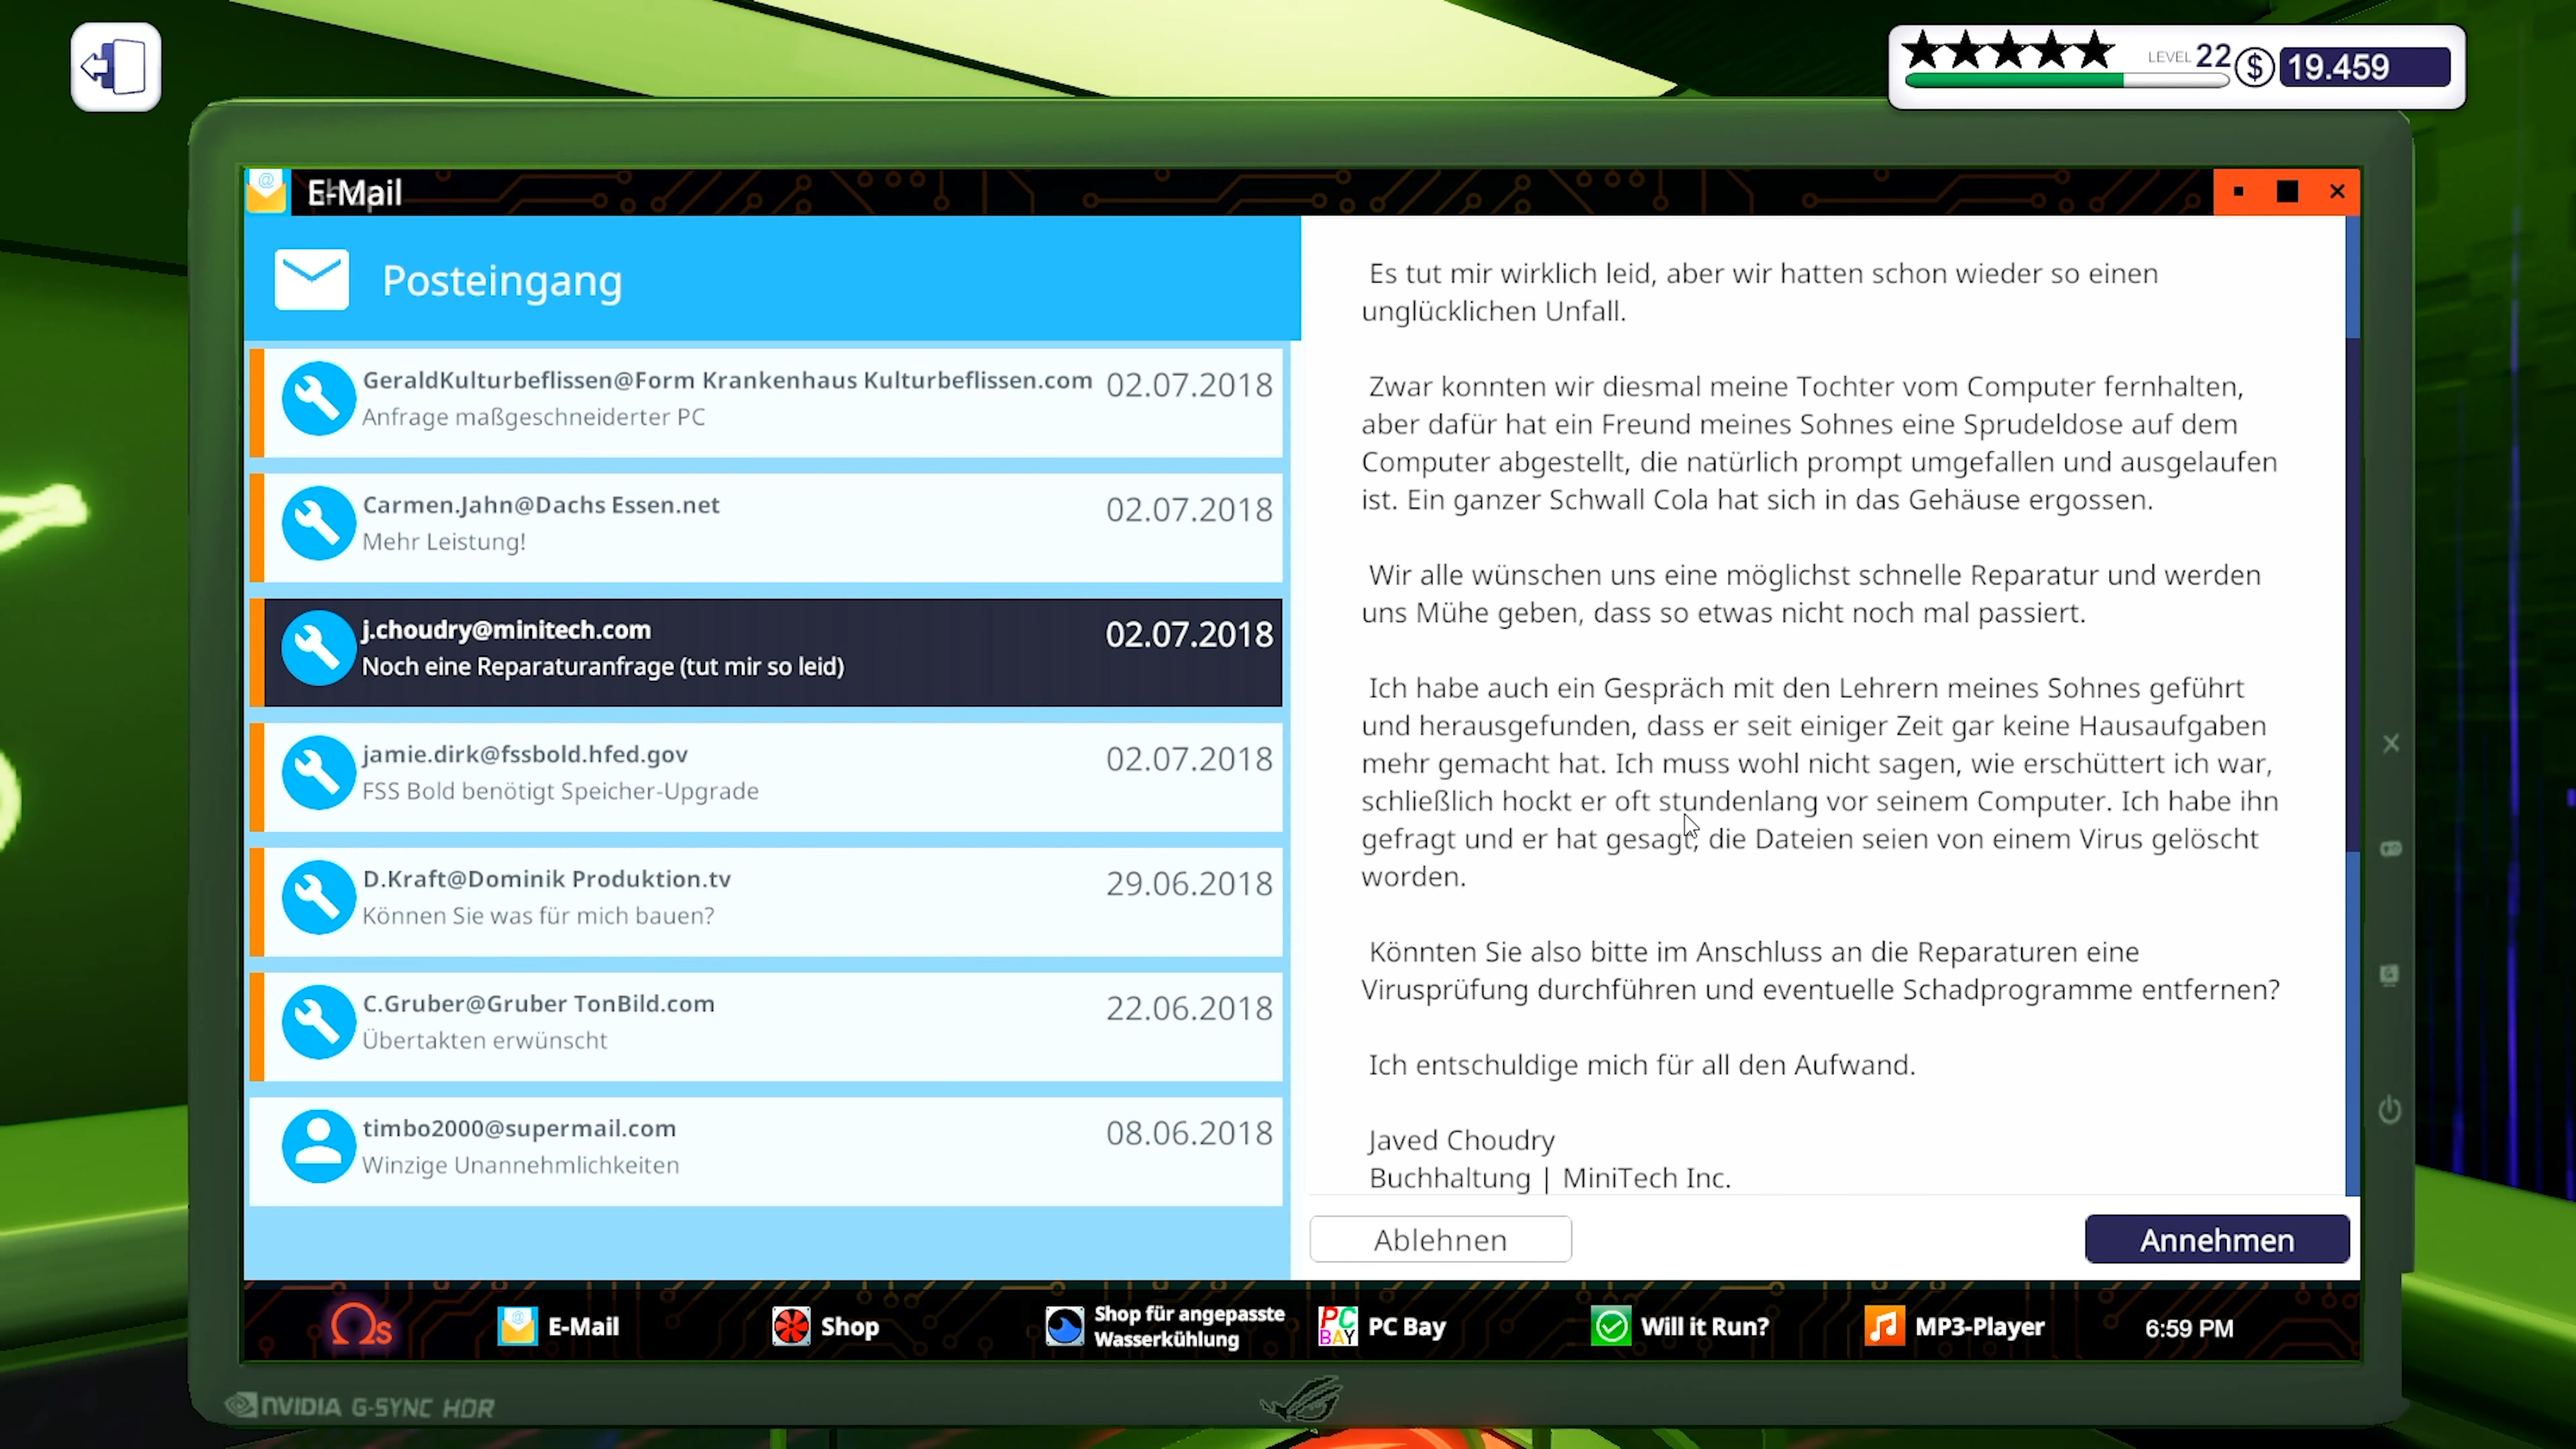 LEVEL 22
19.459
E-Mail
Posteingang
GeraldKulturbeflissen@Form Krankenhaus Kulturbeflissen.com 02.07.2018
Anfrage maßgeschneiderter PC
Carmen.Jahn@Dachs Essen.net 02.07.2018
Mehr Leistung!
j.choudry@minitech.com 02.07.2018
Noch eine Reparaturanfrage (tut mir so leid)
jamie.dirk@fssbold.hfed.gov 02.07.2018
FSS Bold benötigt Speicher-Upgrade
D.Kraft@Dominik Produktion.tv 29.06.2018
Können Sie was für mich bauen?
C.Gruber@Gruber TonBild.com 22.06.2018
Übertakten erwünscht
timbo2000@supermail.com 08.06.2018
Winzige Unannehmlichkeiten
Es tut mir wirklich leid, aber wir hatten schon wieder so einen
unglücklichen Unfall.
Zwar konnten wir diesmal meine Tochter vom Computer fernhalten,
aber dafür hat ein Freund meines Sohnes eine Sprudeldose auf dem
Computer abgestellt, die natürlich prompt umgefallen und ausgelaufen
ist. Ein ganzer Schwall Cola hat sich in das Gehäuse ergossen.
Wir alle wünschen uns eine möglichst schnelle Reparatur und werden
uns Mühe geben, dass so etwas nicht noch mal passiert.
Ich habe auch ein Gespräch mit den Lehrern meines Sohnes geführt
und herausgefunden, dass er seit einiger Zeit gar keine Hausaufgaben
mehr gemacht hat. Ich muss wohl nicht sagen, wie erschüttert ich war,
schließlich hockt er oft stundenlang vor seinem Computer. Ich habe ihn
gefragt und er hat gesagt, die Dateien seien von einem Virus gelöscht
worden.
Könnten Sie also bitte im Anschluss an die Reparaturen eine
Virusprüfung durchführen und eventuelle Schadprogramme entfernen?
Ich entschuldige mich für all den Aufwand.
Javed Choudry
Buchhaltung | MiniTech Inc.
Ablehnen
Annehmen
Ωs
E-Mail
Shop
Shop für angepasste
Wasserkühlung
PC
BAY
PC Bay
Will it Run?
MP3-Player
6:59 PM
NVIDIA G-SYNC HDR